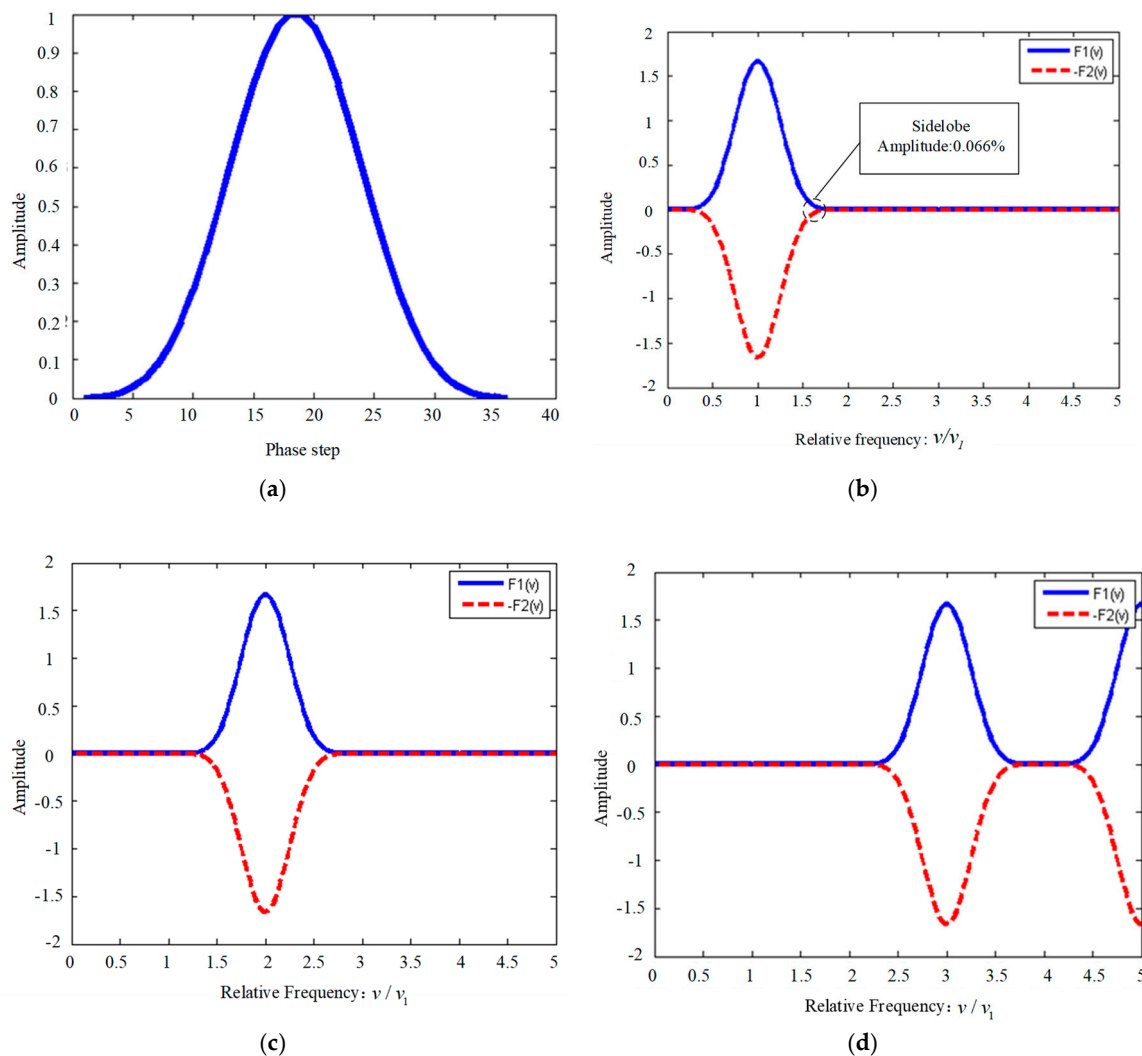 1
0.9
0.8
0.7
0.6
0.5
0.4
0.3
0.2
0.1
0
Amplitude
0 5 10 15 20 25 30 35 40
Phase step
(a)
2
1.5
1
0.5
0
-0.5
-1
-1.5
-2
Amplitude
F1(v)
-F2(v)
Sidelobe
Amplitude:0.066%
0 0.5 1 1.5 2 2.5 3 3.5 4 4.5 5
Relative frequency: v/v1
(b)
2
1.5
1
0.5
0
-0.5
-1
-1.5
-2
Amplitude
F1(v)
-F2(v)
0 0.5 1 1.5 2 2.5 3 3.5 4 4.5 5
Relative Frequency: v / v1
(c)
2
1.5
1
0.5
0
-0.5
-1
-1.5
-2
Amplitude
F1(v)
-F2(v)
0 0.5 1 1.5 2 2.5 3 3.5 4 4.5 5
Relative Frequency: v / v1
(d)